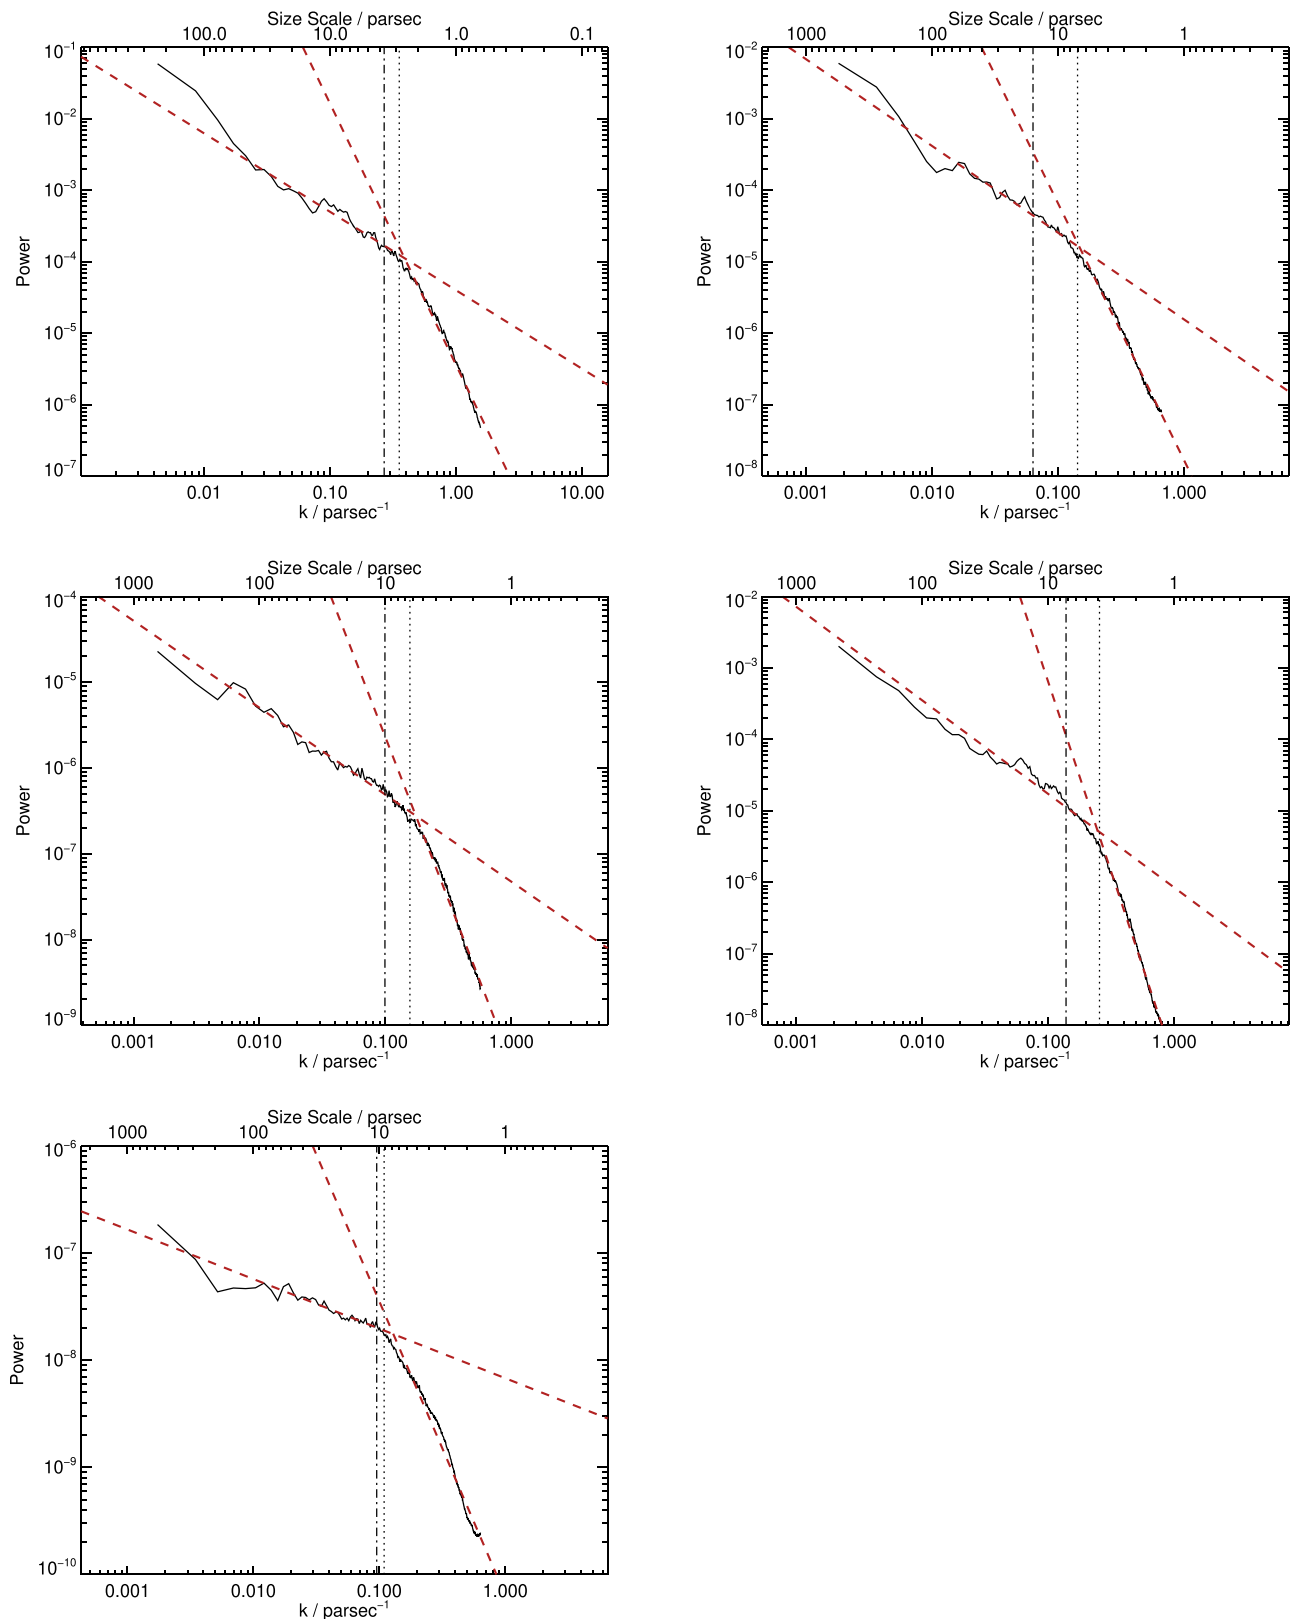 Size Scale / parsec
100.0 10.0 1.0 0.1
10⁻¹
10⁻²
10⁻³
10⁻⁴
10⁻⁵
10⁻⁶
10⁻⁷
Power
0.01 0.10 1.00 10.00
k / parsec⁻¹
Size Scale / parsec
1000 100 10 1
10⁻²
10⁻³
10⁻⁴
10⁻⁵
10⁻⁶
10⁻⁷
10⁻⁸
Power
0.001 0.010 0.100 1.000
k / parsec⁻¹
Size Scale / parsec
1000 100 10 1
10⁻⁴
10⁻⁵
10⁻⁶
10⁻⁷
10⁻⁸
10⁻⁹
Power
0.001 0.010 0.100 1.000
k / parsec⁻¹
Size Scale / parsec
1000 100 10 1
10⁻²
10⁻³
10⁻⁴
10⁻⁵
10⁻⁶
10⁻⁷
10⁻⁸
Power
0.001 0.010 0.100 1.000
k / parsec⁻¹
Size Scale / parsec
1000 100 10 1
10⁻⁶
10⁻⁷
10⁻⁸
10⁻⁹
10⁻¹⁰
Power
0.001 0.010 0.100 1.000
k / parsec⁻¹